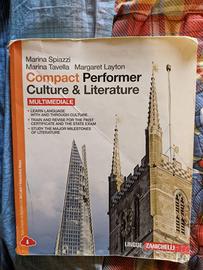 Marina Spiazzi
Marina Tavella Margaret Layton
Compact Performer
Culture & Literature
MULTIMEDIALE
• LEARN LANGUAGE
WITH AND THROUGH CULTURE
• TRAIN AND REVISE FOR THE FIRST
CERTIFICATE AND THE STATE EXAM
• STUDY THE MAJOR MILESTONES
OF LITERATURE
LINGUE ZANICHELLI